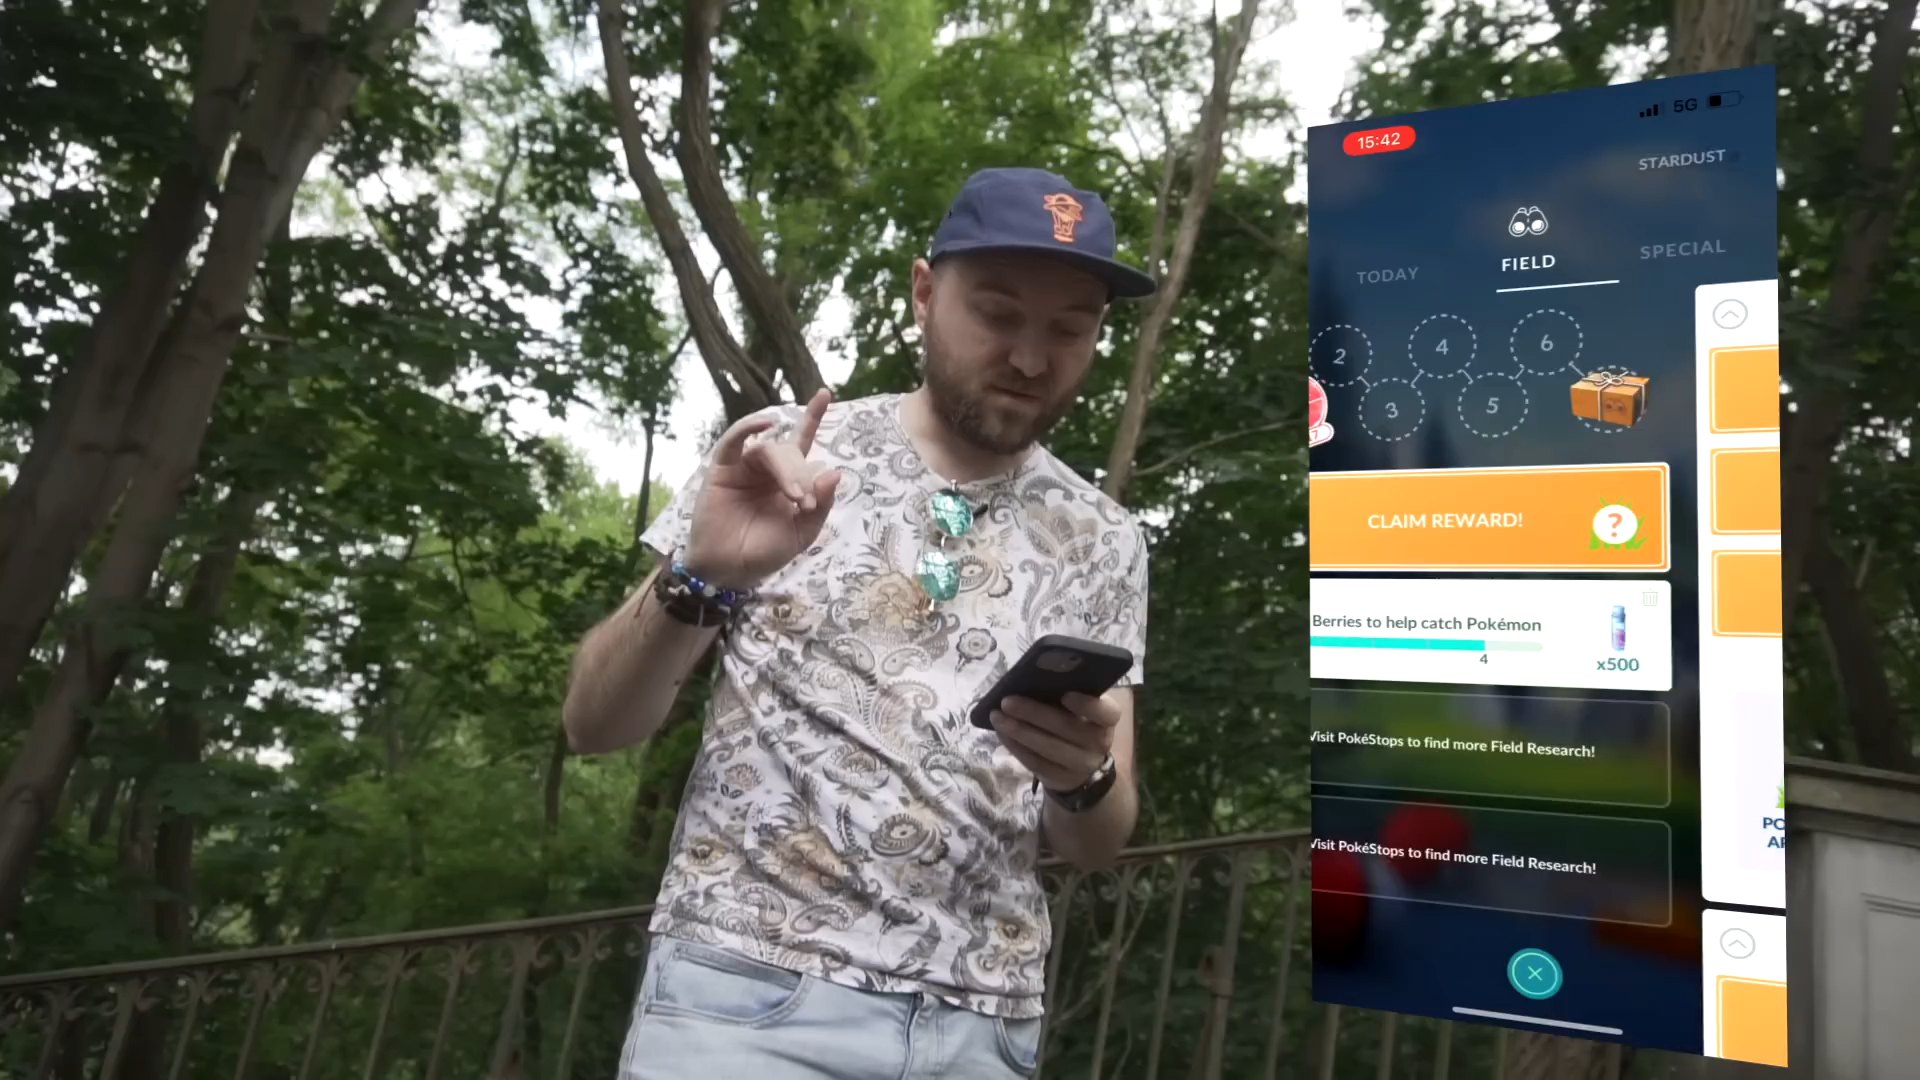 15:42
5G
STARDUST
TODAY
FIELD
SPECIAL
2
4
6
3
5
7
CLAIM REWARD!
Berries to help catch Pokémon
4
x500
Visit PokéStops to find more Field Research!
Visit PokéStops to find more Field Research!